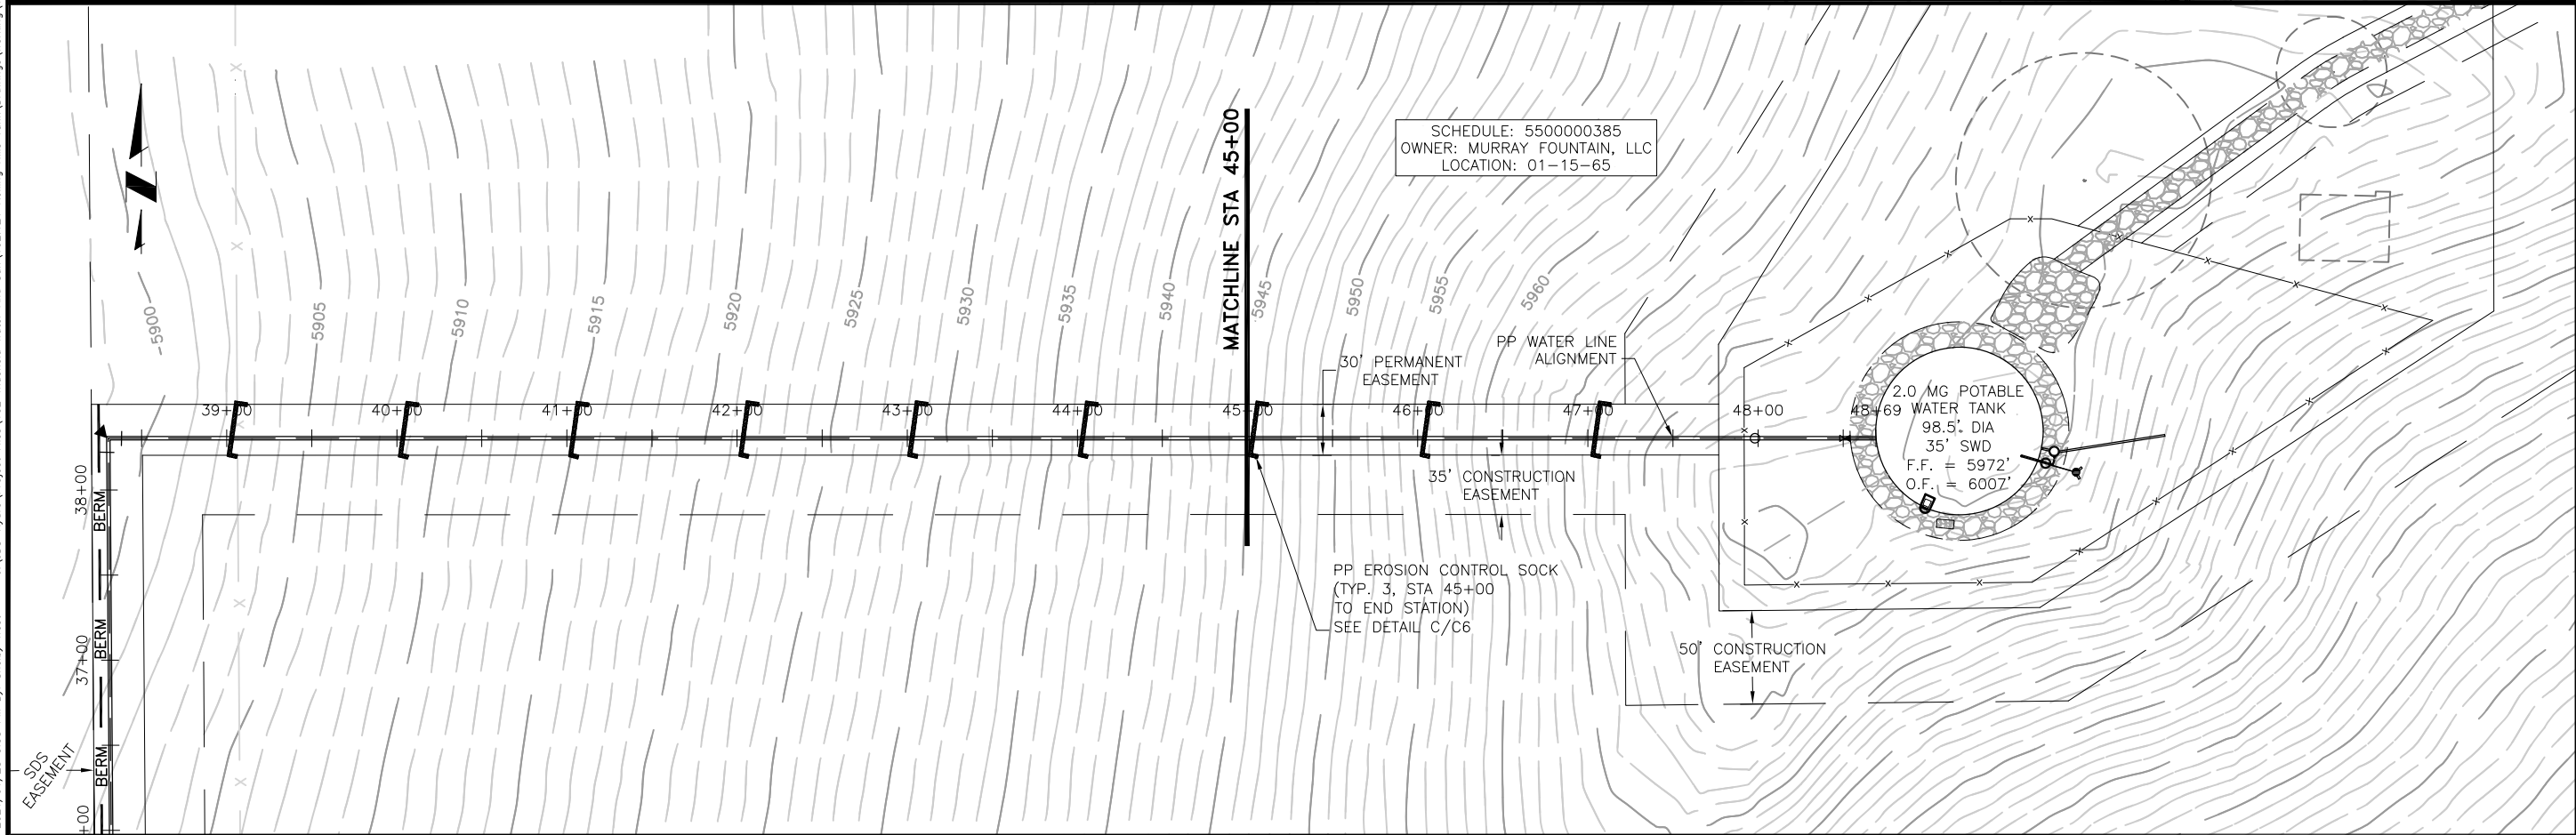 N
MATCHLINE STA 45+00
SCHEDULE: 5500000385
OWNER: MURRAY FOUNTAIN, LLC
LOCATION: 01-15-65
5900
5905
5910
5915
5920
5925
5930
5935
5940
5945
5950
5955
5960
30' PERMANENT
EASEMENT
PP WATER LINE
ALIGNMENT
39+00
40+00
41+00
42+00
43+00
44+00
45+00
46+00
47+00
48+00
48+69
2.0 MG POTABLE
WATER TANK
98.5' DIA
35' SWD
F.F. = 5972'
O.F. = 6007'
35' CONSTRUCTION
EASEMENT
PP EROSION CONTROL SOCK
(TYP. 3, STA 45+00
TO END STATION)
SEE DETAIL C/C6
50' CONSTRUCTION
EASEMENT
38+00
37+00
+00
BERM
BERM
BERM
SDS
EASEMENT